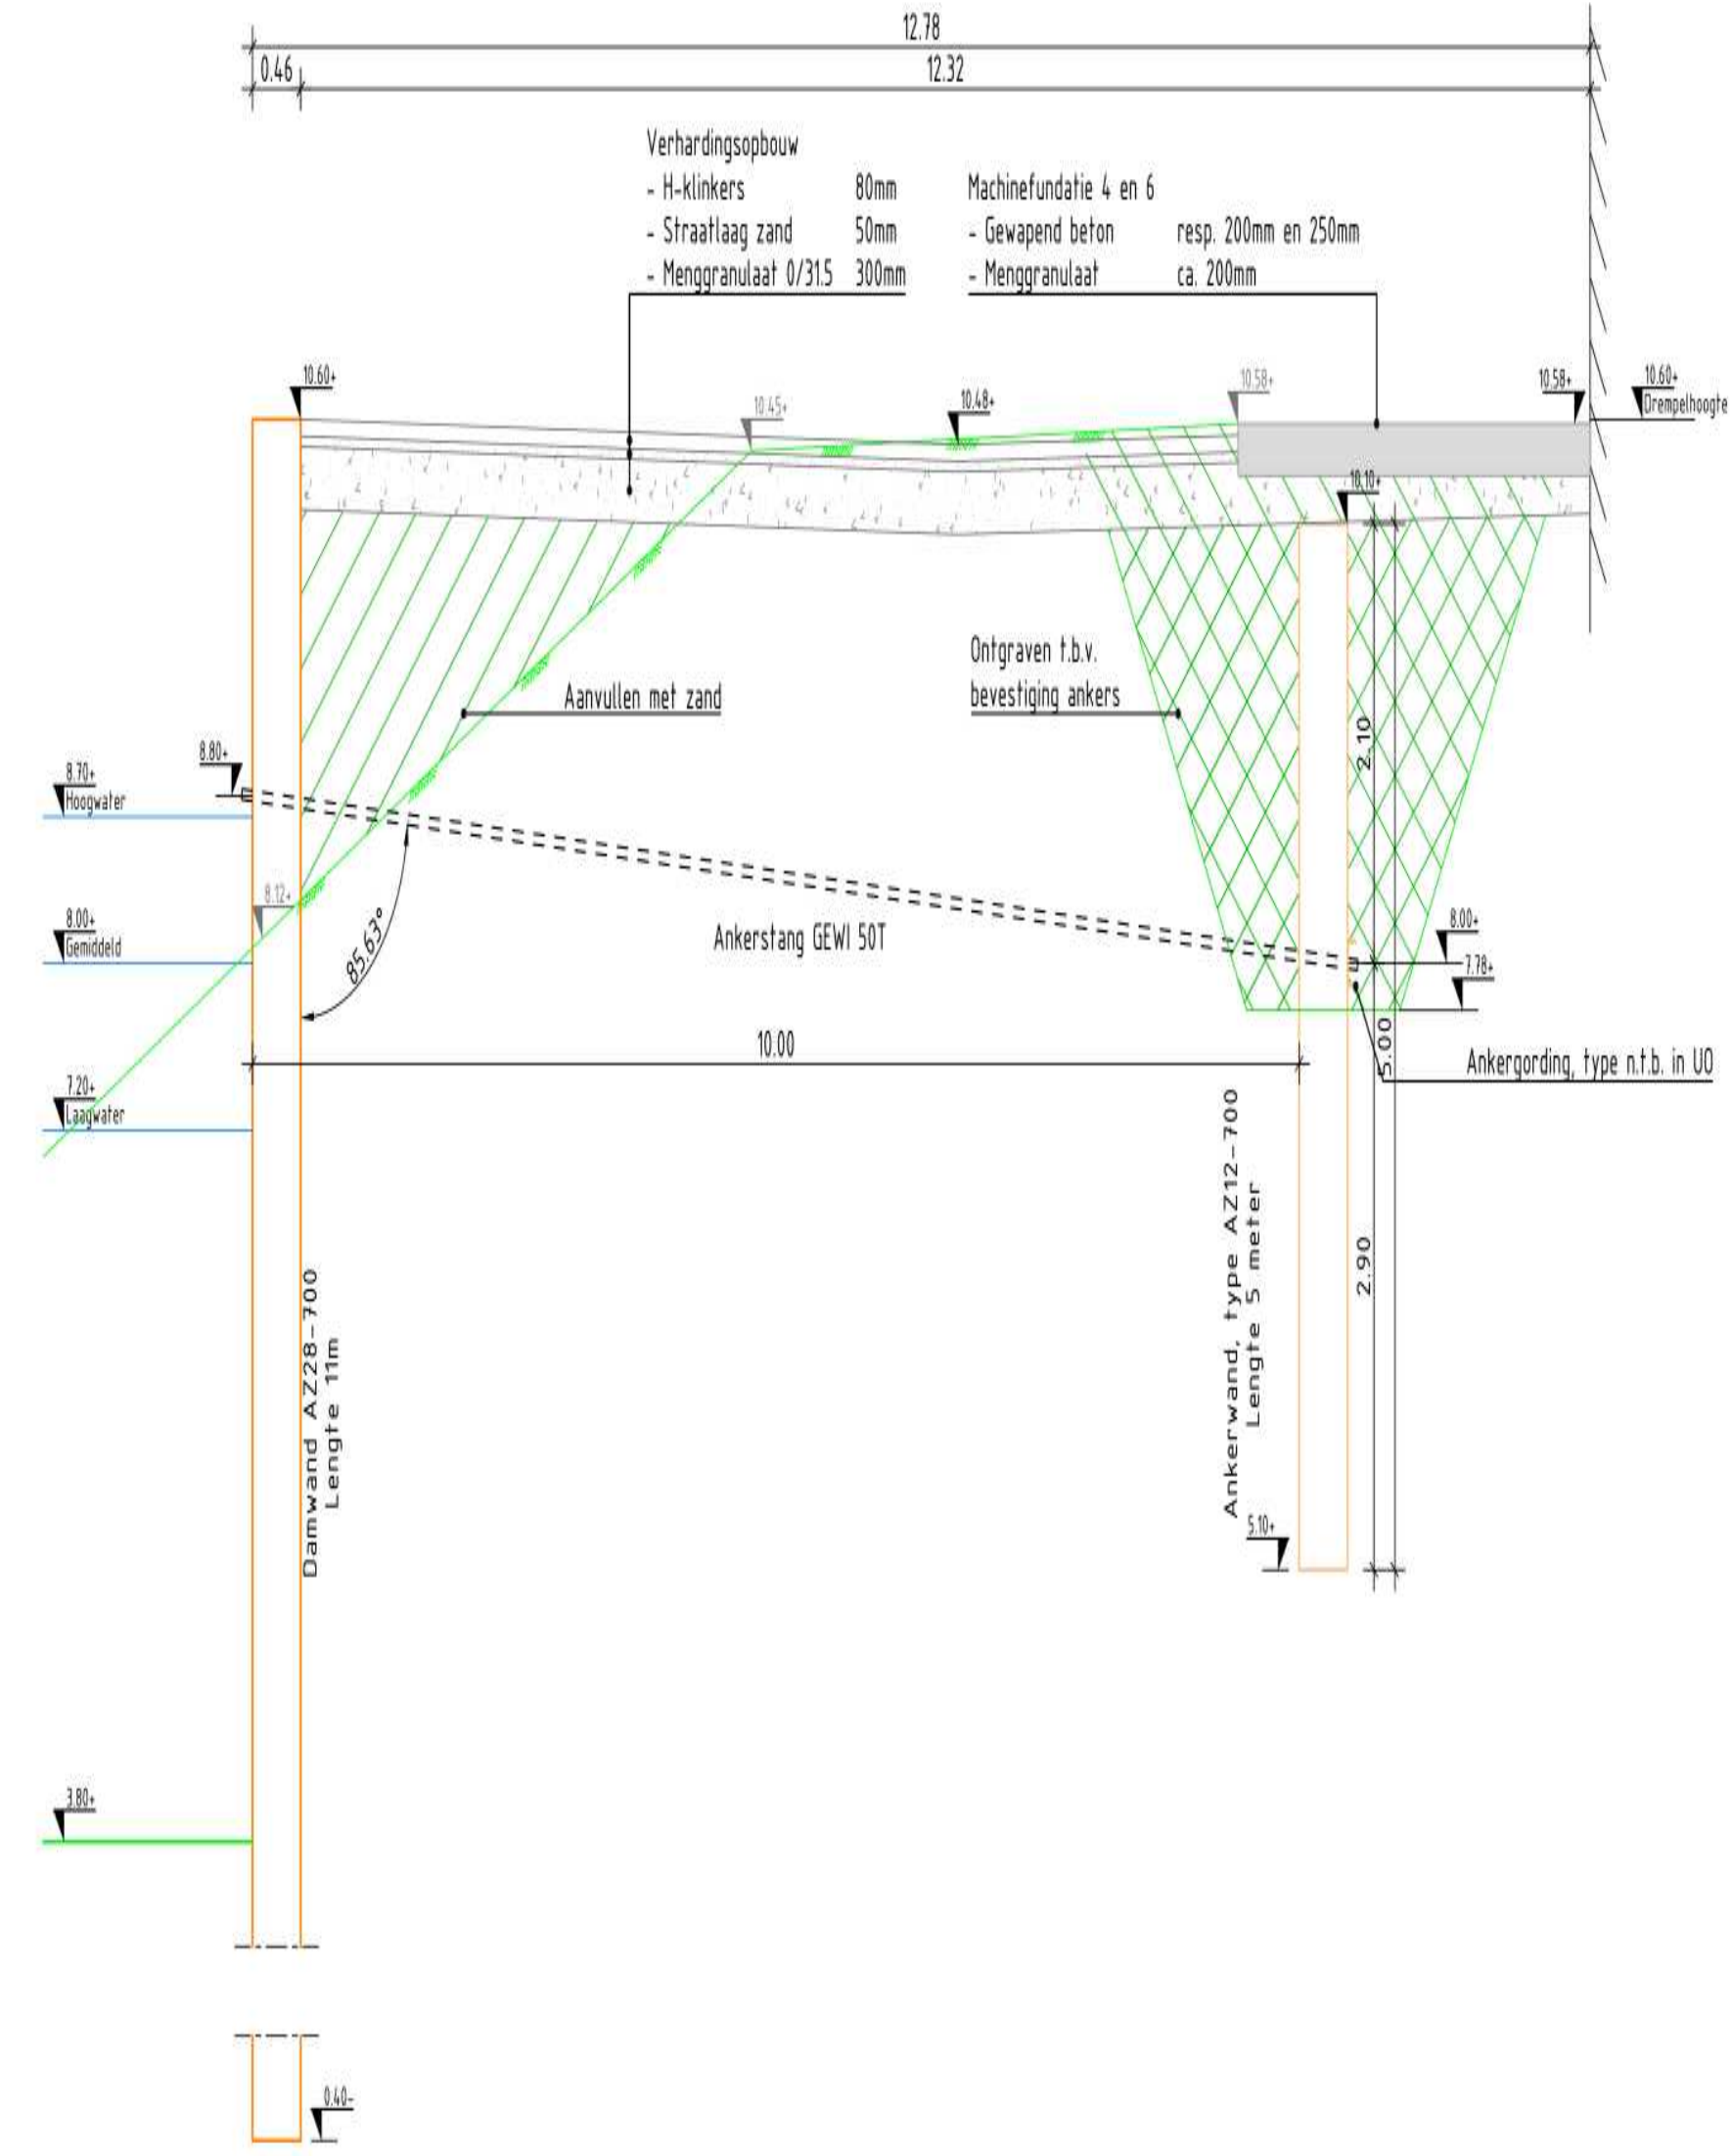 12.78
0.46
12.32
Verhardingsopbouw
- H-klinkers 80mm
- Straatlaag zand 50mm
- Menggranulaat 0/31.5 300mm
Machinefundatie 4 en 6
- Gewapend beton resp. 200mm en 250mm
- Menggranulaat ca. 200mm
10.60+
10.45+
10.48+
10.58+
10.58+
10.60+
Drempelhoogte
10.10+
Ontgraven t.b.v.
bevestiging ankers
Aanvullen met zand
2.10
8.80+
8.70+
Hoogwater
8.12+
8.00+
Gemiddeld
85.63°
Ankerstang GEWI 50T
8.00+
7.78+
10.00
5.00
Ankergording, type n.t.b. in UO
7.20+
Laagwater
Ankerwand, type AZ12-700
Lengte 5 meter
2.90
Damwand AZ28-700
Lengte 11m
5.10+
3.80+
0.40-